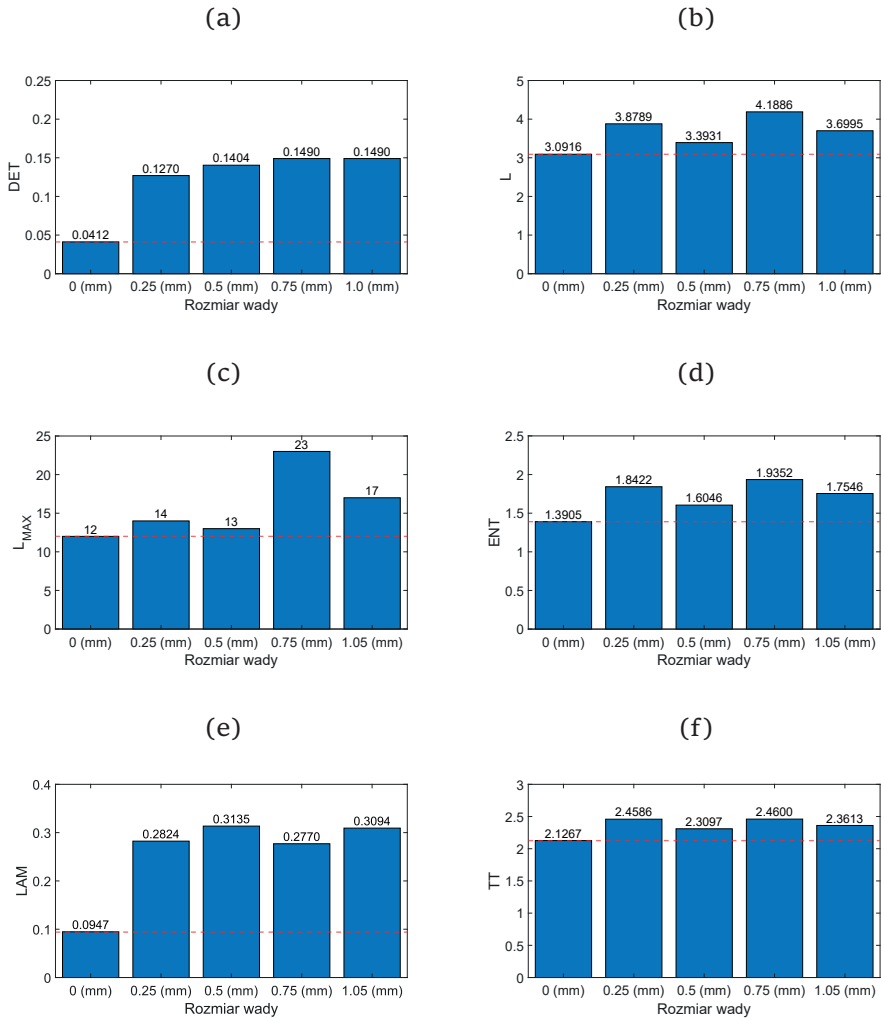 (a)
0.25
0.2
0.15
0.1
0.05
0
DET
0.0412
0.1270
0.1404
0.1490
0.1490
0 (mm) 0.25 (mm) 0.5 (mm) 0.75 (mm) 1.0 (mm)
Rozmiar wady
(b)
5
4
3
2
1
0
L
3.0916
3.8789
3.3931
4.1886
3.6995
0 (mm) 0.25 (mm) 0.5 (mm) 0.75 (mm) 1.0 (mm)
Rozmiar wady
(c)
25
20
15
10
5
0
LMAX
12
14
13
23
17
0 (mm) 0.25 (mm) 0.5 (mm) 0.75 (mm) 1.05 (mm)
Rozmiar wady
(d)
2.5
2
1.5
1
0.5
0
ENT
1.3905
1.8422
1.6046
1.9352
1.7546
0 (mm) 0.25 (mm) 0.5 (mm) 0.75 (mm) 1.05 (mm)
Rozmiar wady
(e)
0.4
0.3
0.2
0.1
0
LAM
0.0947
0.2824
0.3135
0.2770
0.3094
0 (mm) 0.25 (mm) 0.5 (mm) 0.75 (mm) 1.05 (mm)
Rozmiar wady
(f)
3
2.5
2
1.5
1
0.5
0
TT
2.1267
2.4586
2.3097
2.4600
2.3613
0 (mm) 0.25 (mm) 0.5 (mm) 0.75 (mm) 1.05 (mm)
Rozmiar wady